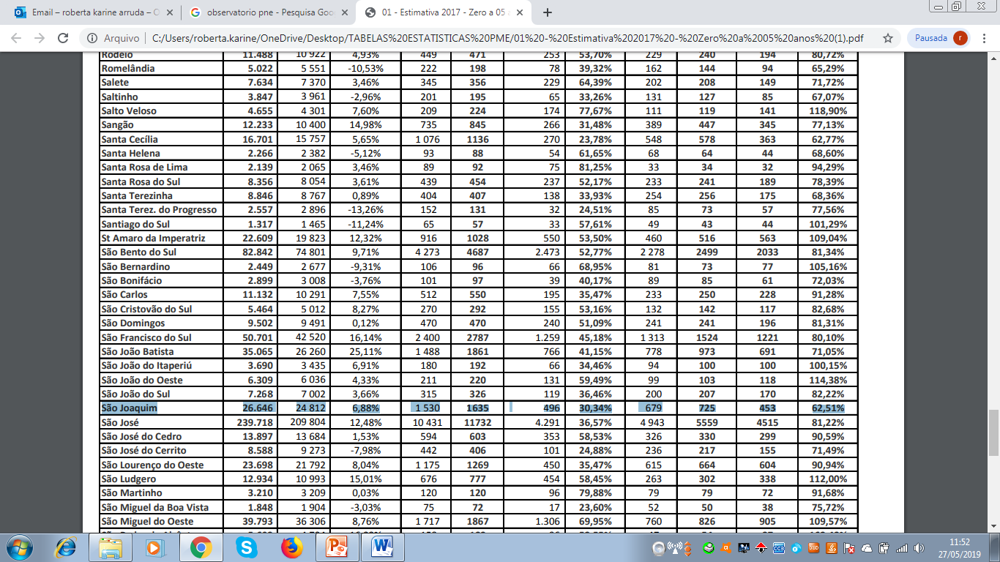 Email – roberta karine arruda – O
observatorio pne - Pesquisa Goo
01 - Estimativa 2017 - Zero a 05 a
Arquivo C:/Users/roberta.karine/OneDrive/Desktop/TABELAS%20ESTATISTICAS%20PME/01%20-%20Estimativa%202017%20-%20Zero%20a%2005%20anos%20(1).pdf Pausada r
Rodeio 11.488 10 922 4,93% 449 471 253 53,70% 229 240 194 80,72%
Romelândia 5.022 5 551 -10,53% 222 198 78 39,32% 162 144 94 65,29%
Salete 7.634 7 370 3,46% 345 356 229 64,39% 202 208 149 71,72%
Saltinho 3.847 3 961 -2,96% 201 195 65 33,26% 131 127 85 67,07%
Salto Veloso 4.655 4 301 7,60% 209 224 174 77,67% 111 119 141 118,90%
Sangão 12.233 10 400 14,98% 735 845 266 31,48% 389 447 345 77,13%
Santa Cecília 16.701 15 757 5,65% 1 076 1136 270 23,78% 548 578 363 62,77%
Santa Helena 2.266 2 382 -5,12% 93 88 54 61,65% 68 64 44 68,60%
Santa Rosa de Lima 2.139 2 065 3,46% 89 92 75 81,25% 33 34 32 94,29%
Santa Rosa do Sul 8.356 8 054 3,61% 439 454 237 52,17% 233 241 189 78,39%
Santa Terezinha 8.846 8 767 0,89% 404 407 138 33,93% 254 256 175 68,36%
Santa Terez. do Progresso 2.557 2 896 -13,26% 152 131 32 24,51% 85 73 57 77,56%
Santiago do Sul 1.317 1 465 -11,24% 65 57 33 57,61% 49 43 44 101,29%
St Amaro da Imperatriz 22.609 19 823 12,32% 916 1028 550 53,50% 460 516 563 109,04%
São Bento do Sul 82.842 74 801 9,71% 4 273 4687 2.473 52,77% 2 278 2499 2033 81,34%
São Bernardino 2.449 2 677 -9,31% 106 96 66 68,95% 81 73 77 105,16%
São Bonifácio 2.899 3 008 -3,76% 101 97 39 40,17% 89 85 61 72,03%
São Carlos 11.132 10 291 7,55% 512 550 195 35,47% 233 250 228 91,28%
São Cristovão do Sul 5.464 5 012 8,27% 270 292 155 53,16% 132 142 117 82,68%
São Domingos 9.502 9 491 0,12% 470 470 240 51,09% 241 241 196 81,31%
São Francisco do Sul 50.701 42 520 16,14% 2 400 2787 1.259 45,18% 1 313 1524 1221 80,10%
São João Batista 35.065 26 260 25,11% 1 488 1861 766 41,15% 778 973 691 71,05%
São João do Itaperiú 3.690 3 435 6,91% 180 192 66 34,46% 94 100 100 100,15%
São João do Oeste 6.309 6 036 4,33% 211 220 131 59,49% 99 103 118 114,38%
São João do Sul 7.268 7 002 3,66% 315 326 119 36,46% 200 207 170 82,22%
São Joaquim 26.646 24 812 6,88% 1 530 1635 496 30,34% 679 725 453 62,51%
São José 239.718 209 804 12,48% 10 431 11732 4.291 36,57% 4 943 5559 4515 81,22%
São José do Cedro 13.897 13 684 1,53% 594 603 353 58,53% 326 330 299 90,59%
São José do Cerrito 8.588 9 273 -7,98% 442 406 101 24,88% 236 217 155 71,49%
São Lourenço do Oeste 23.698 21 792 8,04% 1 175 1269 450 35,47% 615 664 604 90,94%
São Ludgero 12.934 10 993 15,01% 676 777 454 58,45% 263 302 338 112,00%
São Martinho 3.210 3 209 0,03% 120 120 96 79,88% 79 79 72 91,68%
São Miguel da Boa Vista 1.848 1 904 -3,03% 75 72 17 23,60% 52 50 38 75,72%
São Miguel do Oeste 39.793 36 306 8,76% 1 717 1867 1.306 69,95% 760 826 905 109,57%
11:52
27/05/2019